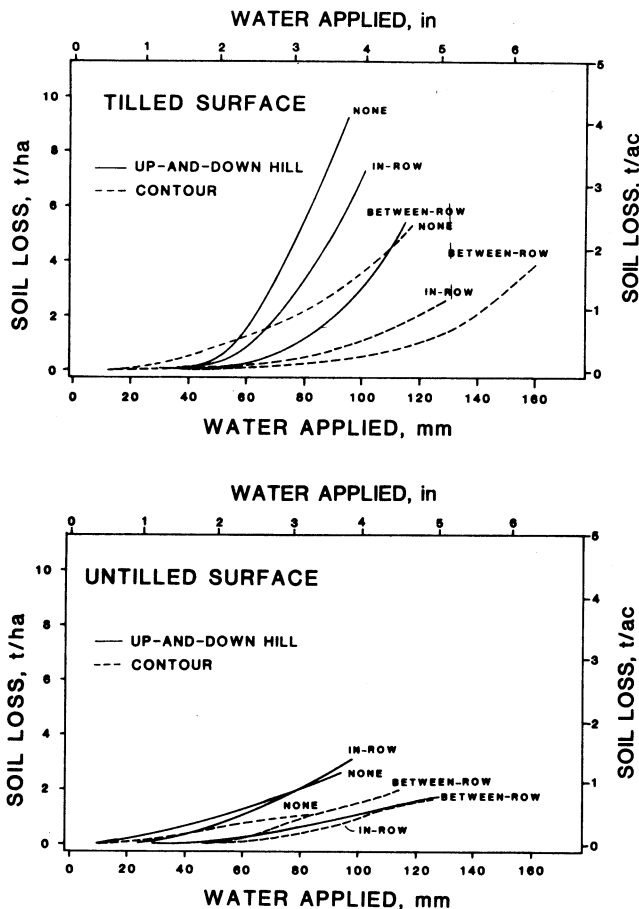 WATER APPLIED, in
0 1 2 3 4 5 6
TILLED SURFACE
NONE
UP-AND-DOWN HILL
CONTOUR
IN-ROW
BETWEEN-ROW
NONE
BETWEEN-ROW
IN-ROW
SOIL LOSS, t/ha
10
8
6
4
2
0
SOIL LOSS, t/ac
5
4
3
2
1
0
0 20 40 60 80 100 120 140 160
WATER APPLIED, mm
WATER APPLIED, in
0 1 2 3 4 5 6
UNTILLED SURFACE
UP-AND-DOWN HILL
CONTOUR
IN-ROW
NONE
BETWEEN-ROW
NONE
BETWEEN-ROW
IN-ROW
SOIL LOSS, t/ha
10
8
6
4
2
0
SOIL LOSS, t/ac
5
4
3
2
1
0
0 20 40 60 80 100 120 140 160
WATER APPLIED, mm